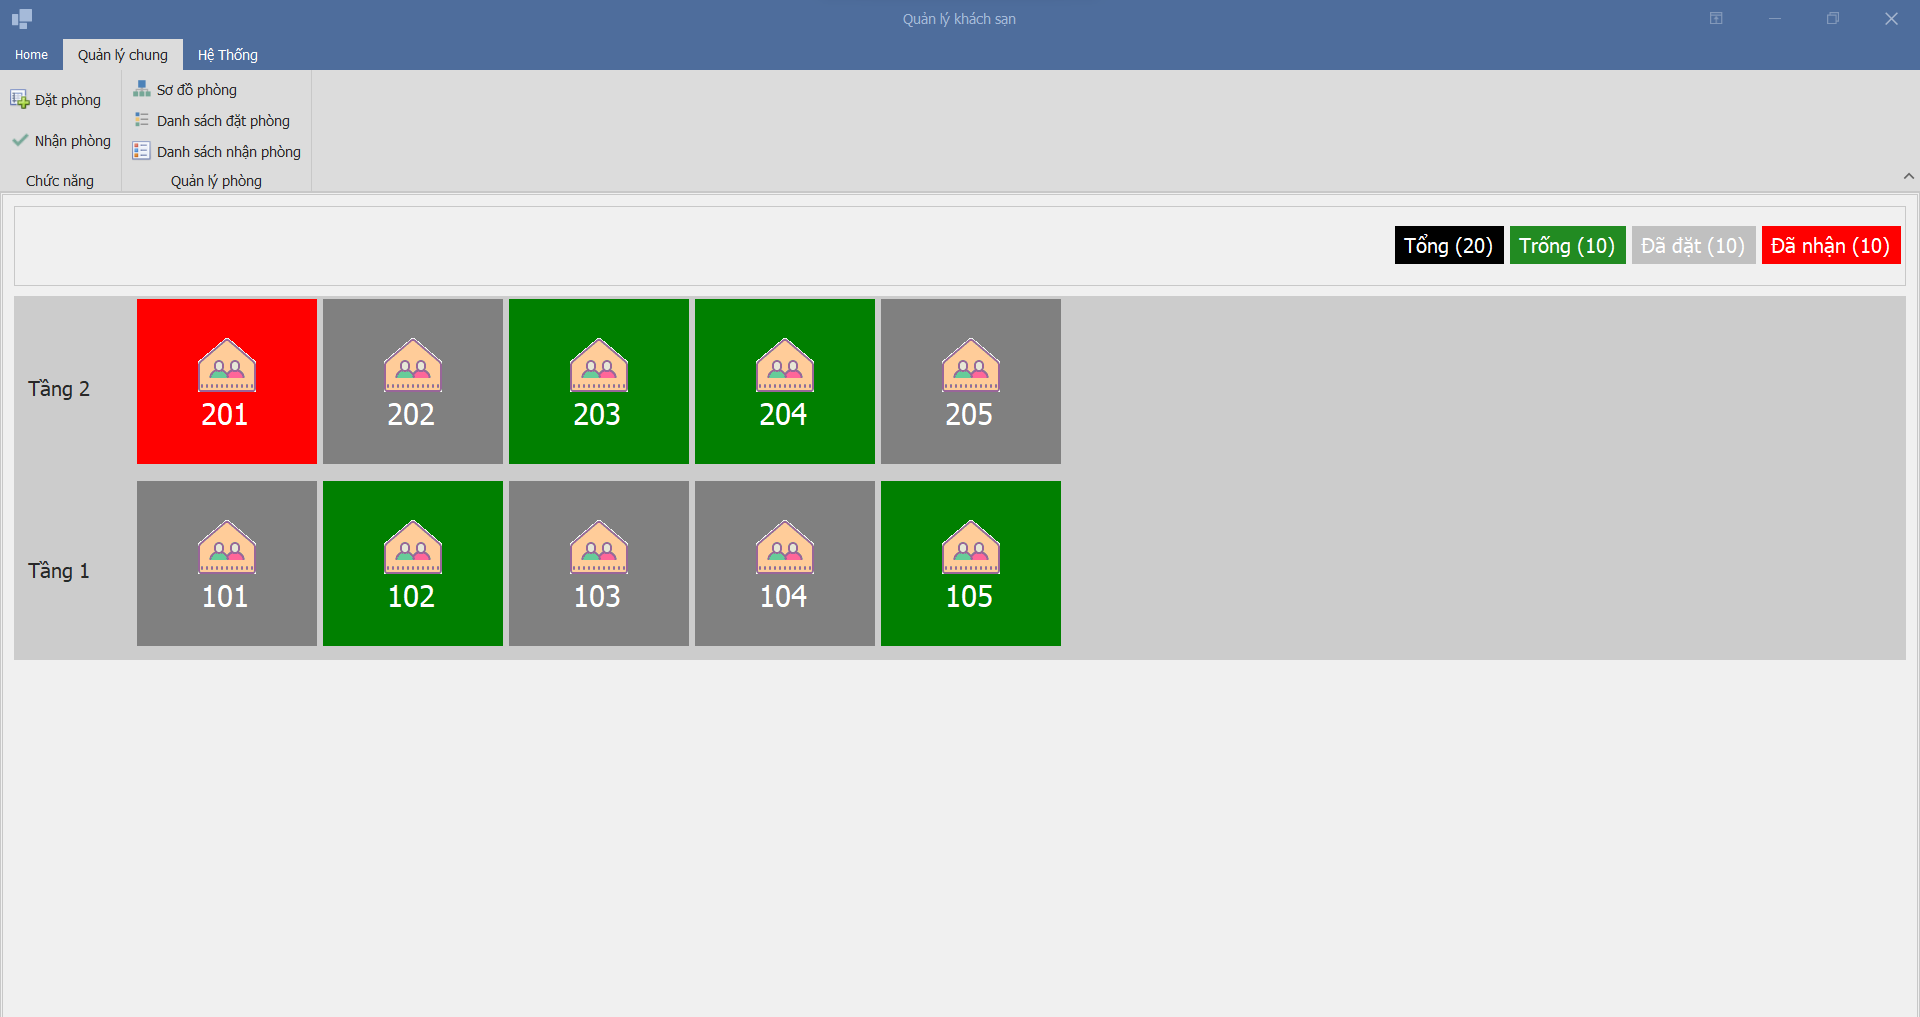 Quản lý khách sạn
Home Quản lý chung Hệ Thống
Đặt phòng
Nhận phòng
Chức năng
Sơ đồ phòng
Danh sách đặt phòng
Danh sách nhận phòng
Quản lý phòng
Tổng (20) Trống (10) Đã đặt (10) Đã nhận (10)
Tầng 2
201 202 203 204 205
Tầng 1
101 102 103 104 105